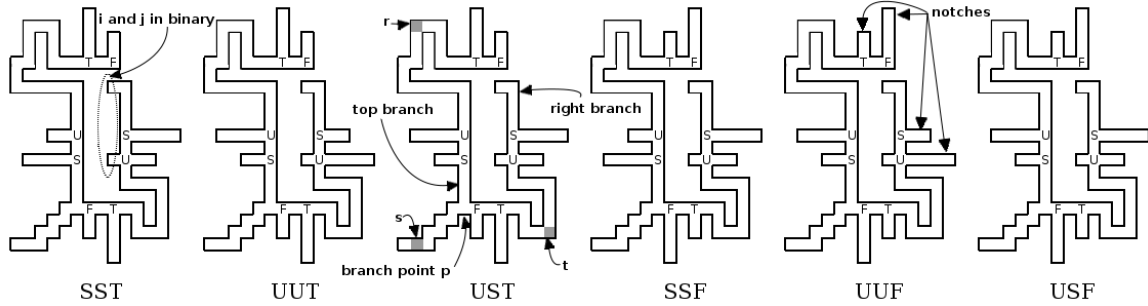 i and j in binary
r
notches
T F
T F
T F
T F
T F
T F
top branch
right branch
U S
U S
U S
U S
U S
U S
S U
S U
S U
S U
S U
S U
F T
F T
s F T
F T
F T
F T
branch point p
t
SST UUT UST SSF UUF USF